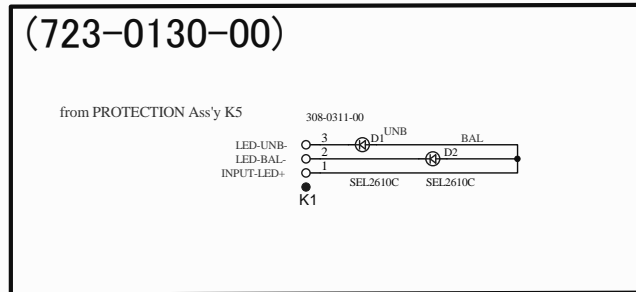 (723-0130-00)
from PROTECTION Ass'y K5
308-0311-00
LED-UNB- 3 D1 UNB BAL
LED-BAL- 2 D2
INPUT-LED+ 1
SEL2610C SEL2610C
K1